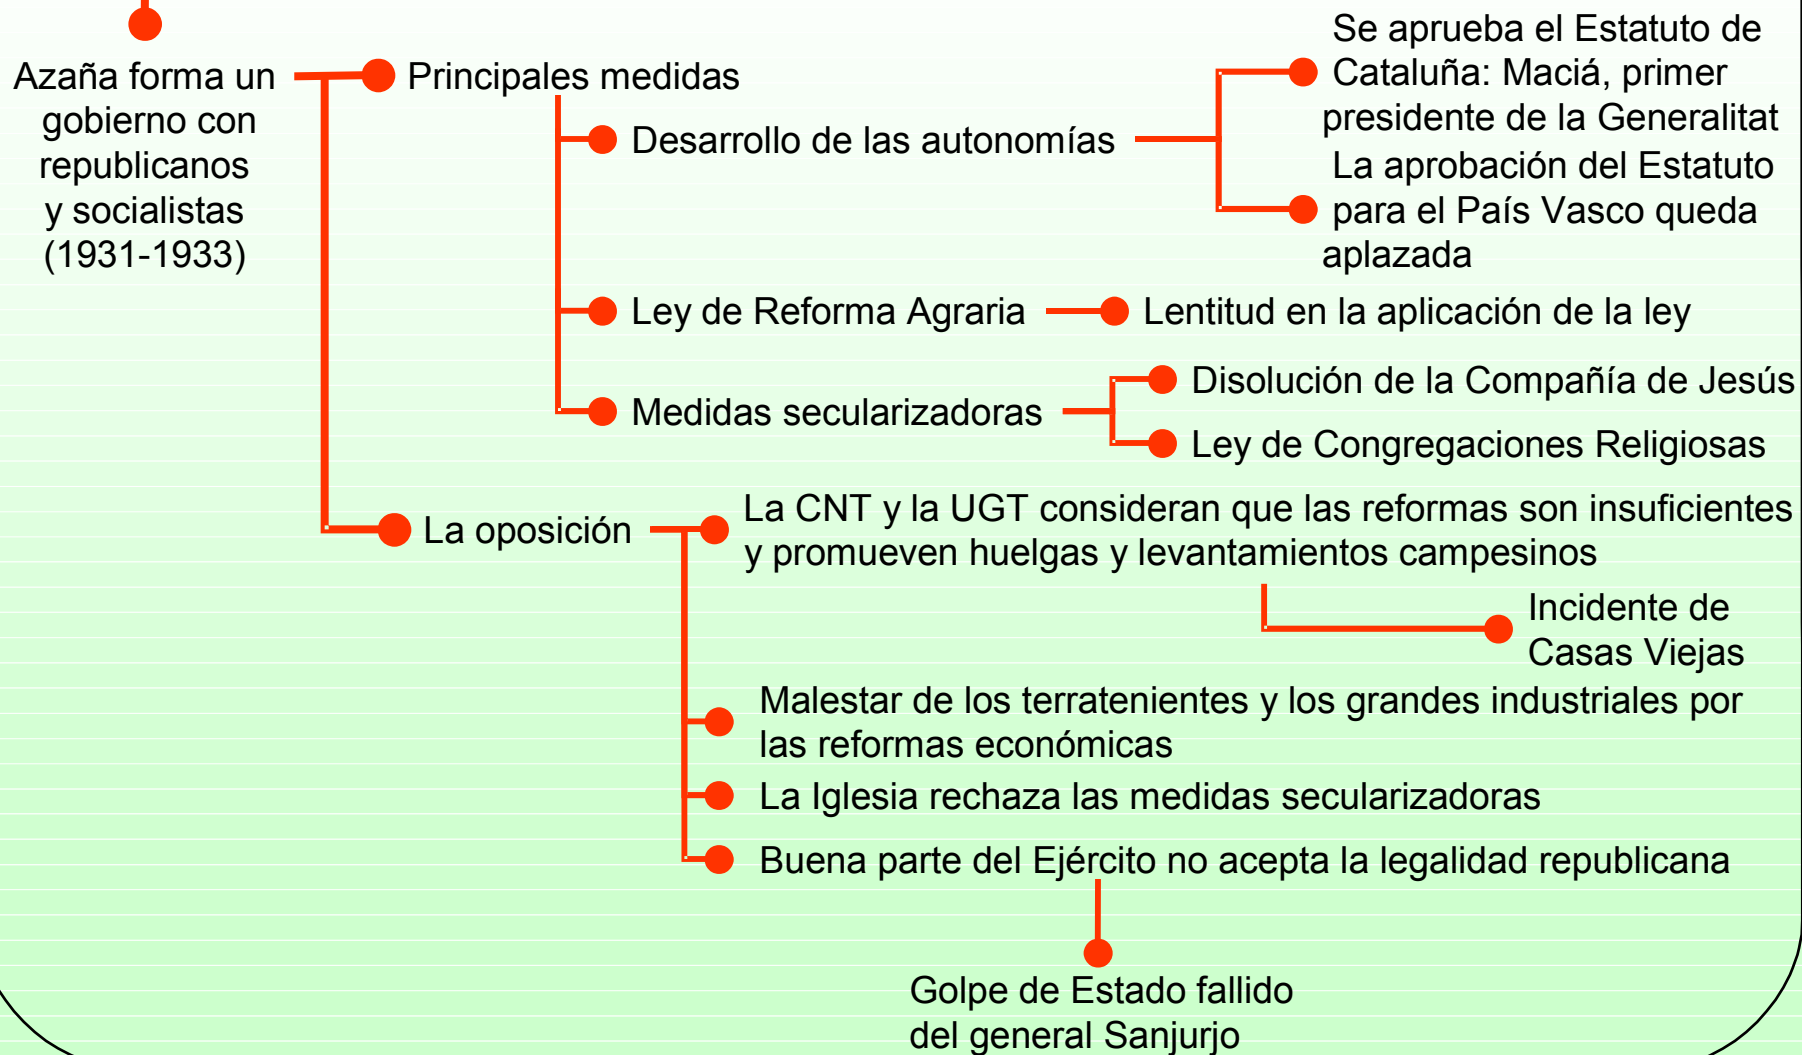 Azaña forma un
gobierno con
republicanos
y socialistas
(1931-1933)
Principales medidas
Desarrollo de las autonomías
Se aprueba el Estatuto de
Cataluña: Maciá, primer
presidente de la Generalitat
La aprobación del Estatuto
para el País Vasco queda
aplazada
Ley de Reforma Agraria
Lentitud en la aplicación de la ley
Medidas secularizadoras
Disolución de la Compañía de Jesús
Ley de Congregaciones Religiosas
La oposición
La CNT y la UGT consideran que las reformas son insuficientes
y promueven huelgas y levantamientos campesinos
Incidente de
Casas Viejas
Malestar de los terratenientes y los grandes industriales por
las reformas económicas
La Iglesia rechaza las medidas secularizadoras
Buena parte del Ejército no acepta la legalidad republicana
Golpe de Estado fallido
del general Sanjurjo